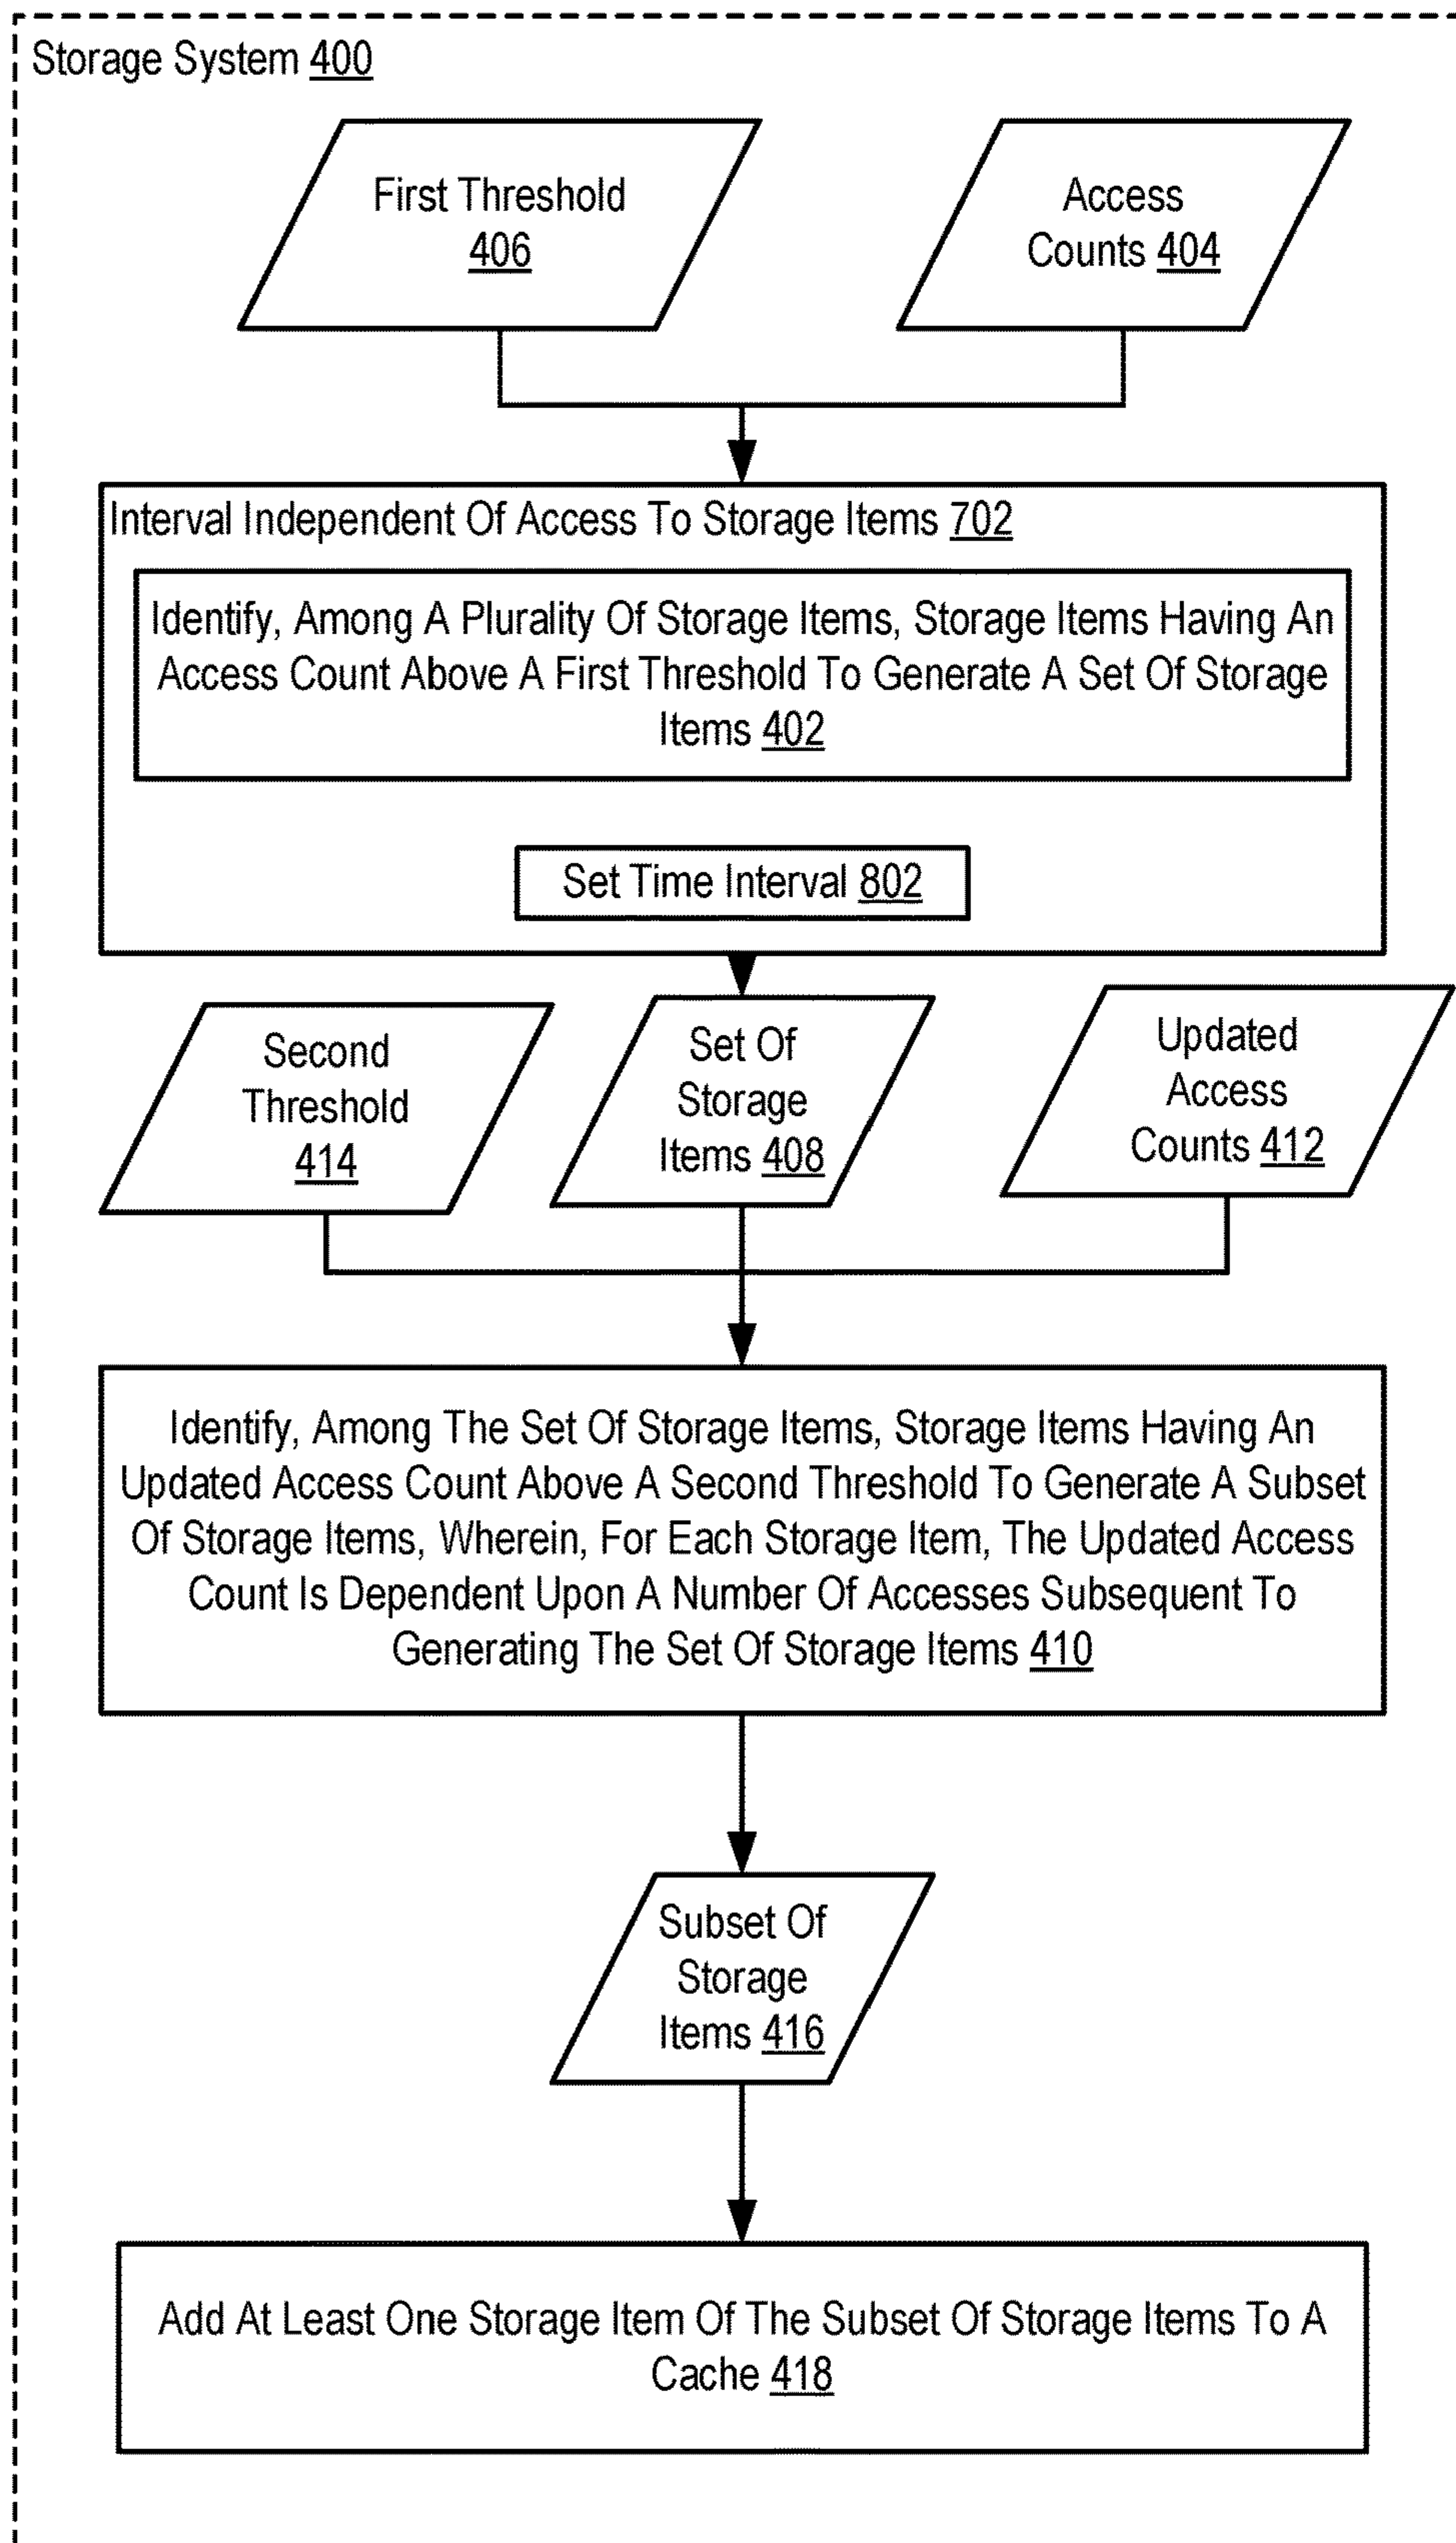 Storage System 400
First Threshold
406
Access
Counts 404
Interval Independent Of Access To Storage Items 702
Identify, Among A Plurality Of Storage Items, Storage Items Having An
Access Count Above A First Threshold To Generate A Set Of Storage
Items 402
Set Time Interval 802
Second
Threshold
414
Set Of
Storage
Items 408
Updated
Access
Counts 412
Identify, Among The Set Of Storage Items, Storage Items Having An
Updated Access Count Above A Second Threshold To Generate A Subset
Of Storage Items, Wherein, For Each Storage Item, The Updated Access
Count Is Dependent Upon A Number Of Accesses Subsequent To
Generating The Set Of Storage Items 410
Subset Of
Storage
Items 416
Add At Least One Storage Item Of The Subset Of Storage Items To A
Cache 418